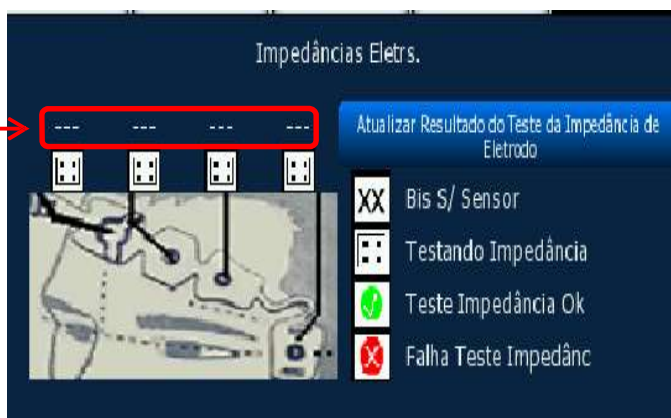 Impedâncias Eletrs.
--- --- --- ---
Atualizar Resultado do Teste da Impedância de
Eletrodo
XX Bis S/ Sensor
Testando Impedância
Teste Impedância Ok
Falha Teste Impedânc